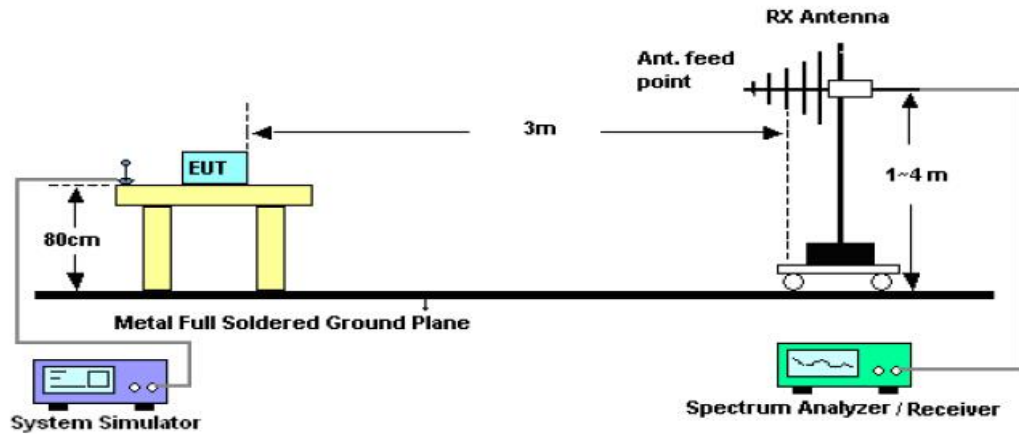 RX Antenna
Ant. feed
point
3m
EUT
1~4 m
80cm
Metal Full Soldered Ground Plane
System Simulator
Spectrum Analyzer / Receiver